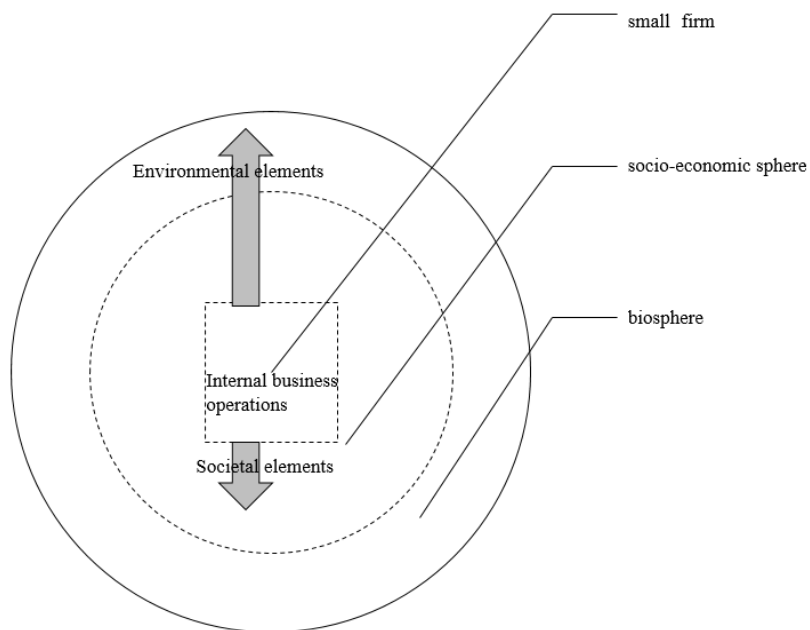 small firm
socio-economic sphere
Environmental elements
biosphere
Internal business
operations
Societal elements